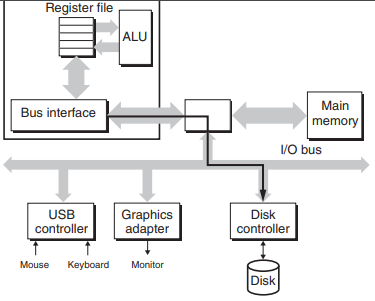 Register file
ALU
Bus interface
Main
memory
I/O bus
USB
controller
Graphics
adapter
Disk
controller
Mouse
Keyboard
Monitor
Disk